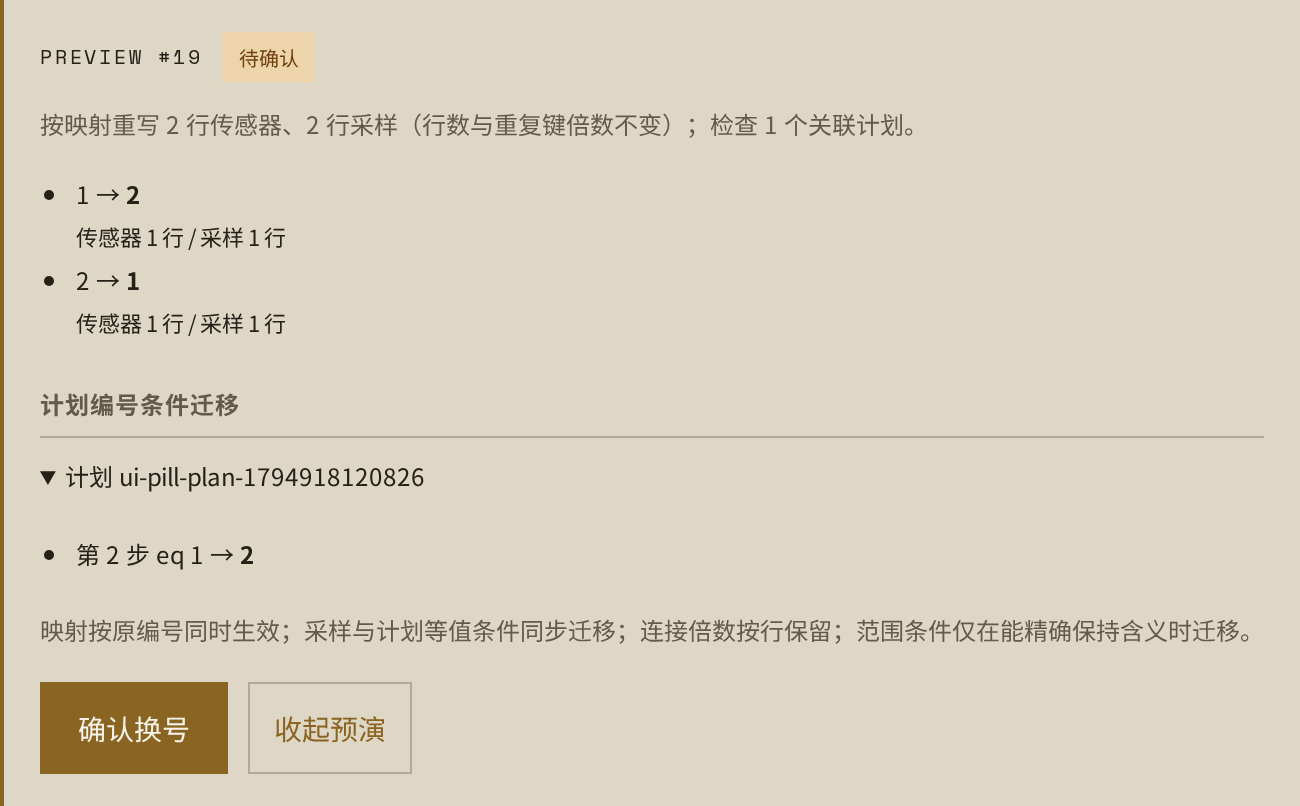 PREVIEW #19 待确认
按映射重写 2 行传感器、2 行采样（行数与重复键倍数不变）；检查 1 个关联计划。
1 → 2
传感器 1 行 / 采样 1 行
2 → 1
传感器 1 行 / 采样 1 行
计划编号条件迁移
▼ 计划 ui-pill-plan-1794918120826
第 2 步 eq 1 → 2
映射按原编号同时生效；采样与计划等值条件同步迁移；连接倍数按行保留；范围条件仅在能精确保持含义时迁移。
确认换号 收起预演